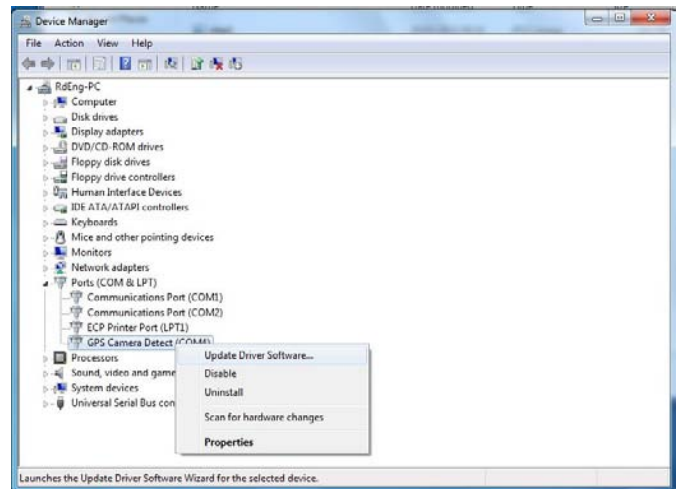 Device Manager
File Action View Help
RdEng-PC
Computer
Disk drives
Display adapters
DVD/CD-ROM drives
Floppy disk drives
Floppy drive controllers
Human Interface Devices
IDE ATA/ATAPI controllers
Keyboards
Mice and other pointing devices
Monitors
Network adapters
Ports (COM & LPT)
Communications Port (COM1)
Communications Port (COM2)
ECP Printer Port (LPT1)
GPS Camera Detect (COM4)
Processors
Sound, video and game
System devices
Universal Serial Bus con
Update Driver Software...
Disable
Uninstall
Scan for hardware changes
Properties
Launches the Update Driver Software Wizard for the selected device.